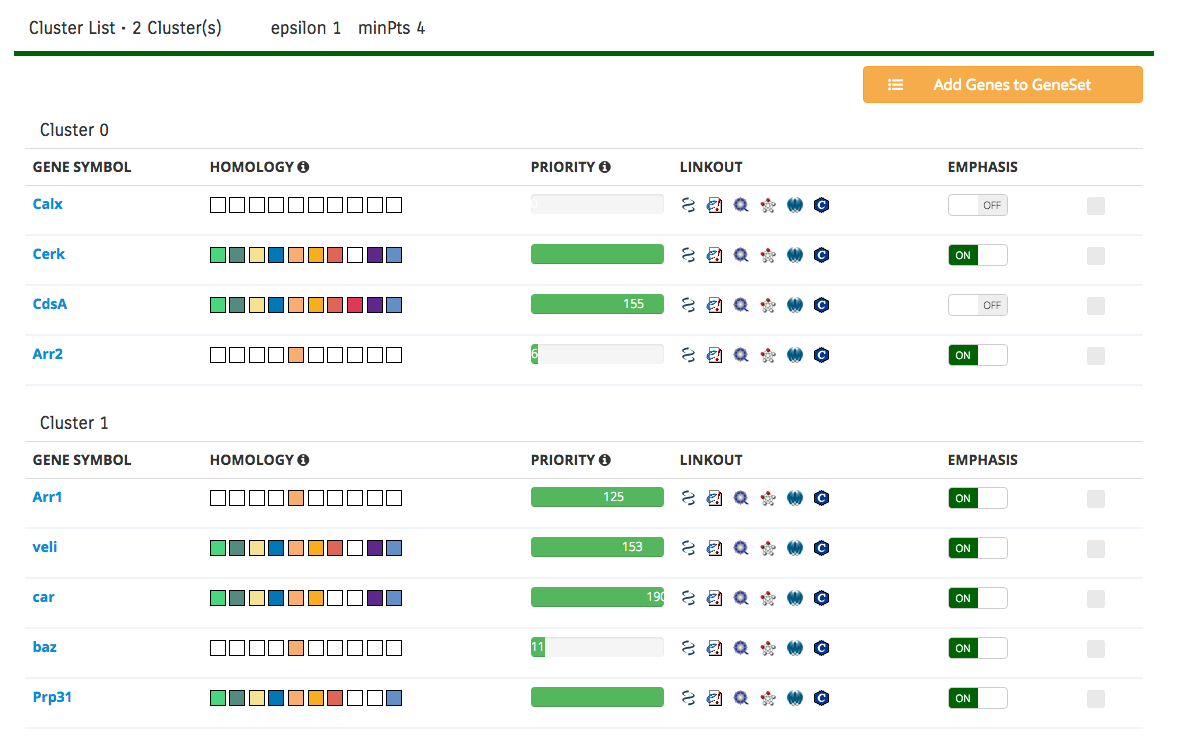 Cluster List - 2 Cluster(s) epsilon 1 minPts 4
Add Genes to GeneSet
Cluster 0
GENE SYMBOL HOMOLOGY PRIORITY LINKOUT EMPHASIS
Calx 0 OFF
Cerk ON
CdsA 155 OFF
Arr2 6 ON
Cluster 1
GENE SYMBOL HOMOLOGY PRIORITY LINKOUT EMPHASIS
Arr1 125 ON
veli 153 ON
car 190 ON
baz 11 ON
Prp31 ON